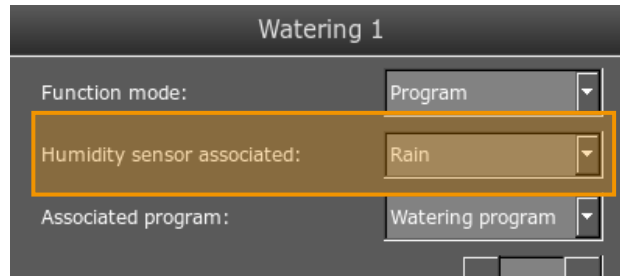 Watering 1
Function mode: Program
Humidity sensor associated: Rain
Associated program: Watering program